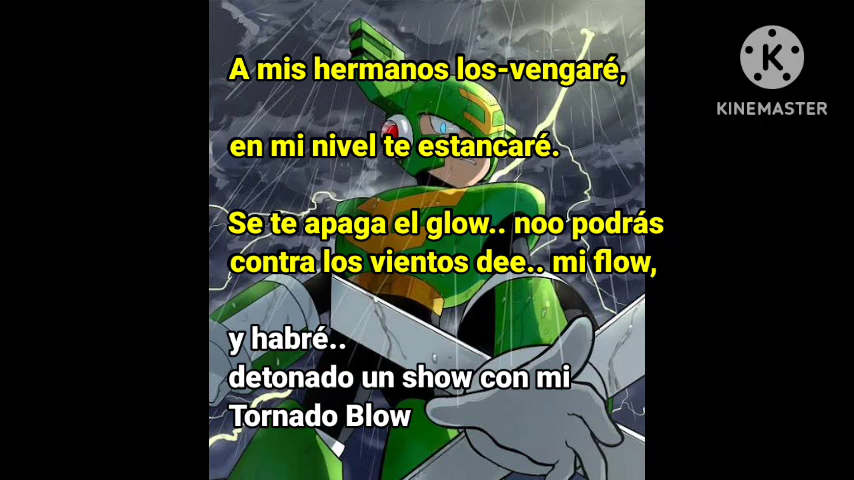 A mis hermanos los-vengaré,
en mi nivel te estancaré.
Se te apaga el glow.. noo podrás
contra los vientos dee.. mi flow,
y habré..
detonado un show con mi
Tornado Blow
K
KINEMASTER